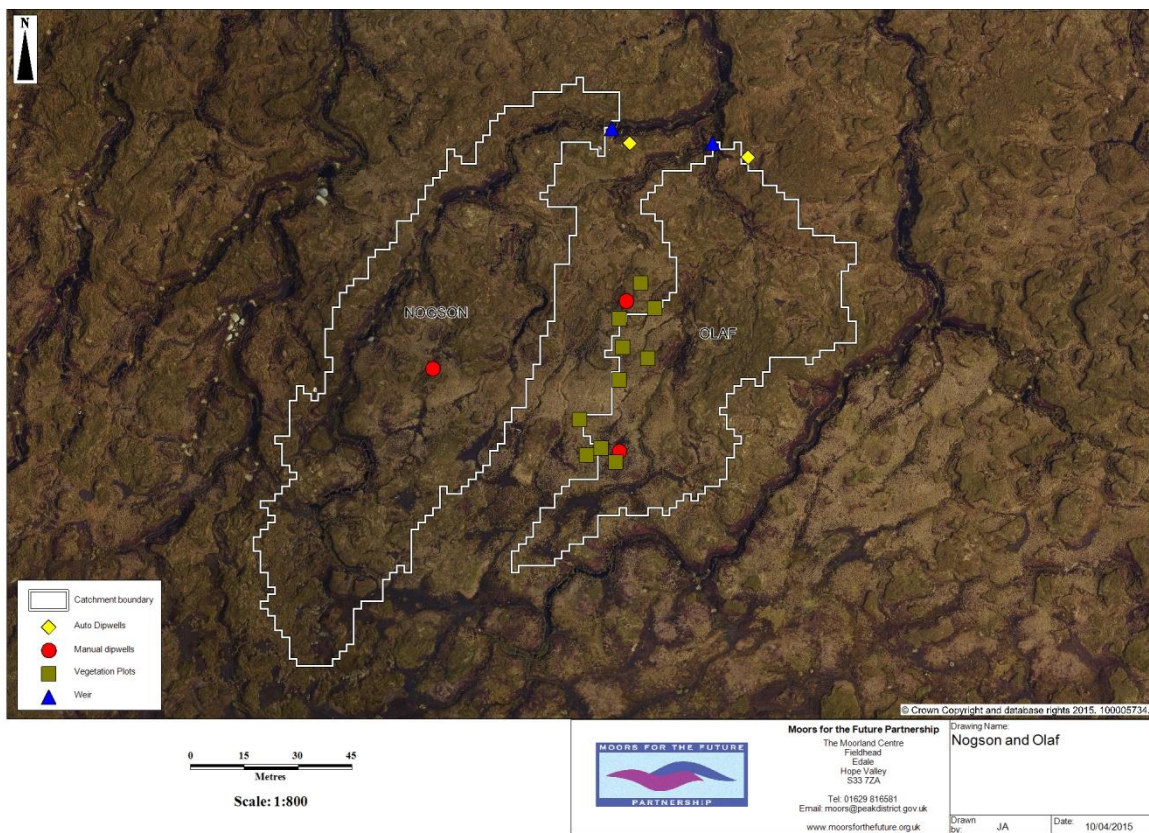 N
NOGSON
OLAF
Catchment boundary
Auto Dipwells
Manual dipwells
Vegetation Plots
Weir
© Crown Copyright and database rights 2015. 100005734.
0 15 30 45
Metres
Scale: 1:800
MOORS FOR THE FUTURE
PARTNERSHIP
Moors for the Future Partnership
The Moorland Centre
Fieldhead
Edale
Hope Valley
S33 7ZA
Tel: 01629 816581
Email: moors@peakdistrict.gov.uk
www.moorsforthefuture.org.uk
Drawing Name:
Nogson and Olaf
Drawn by: JA
Date: 10/04/2015